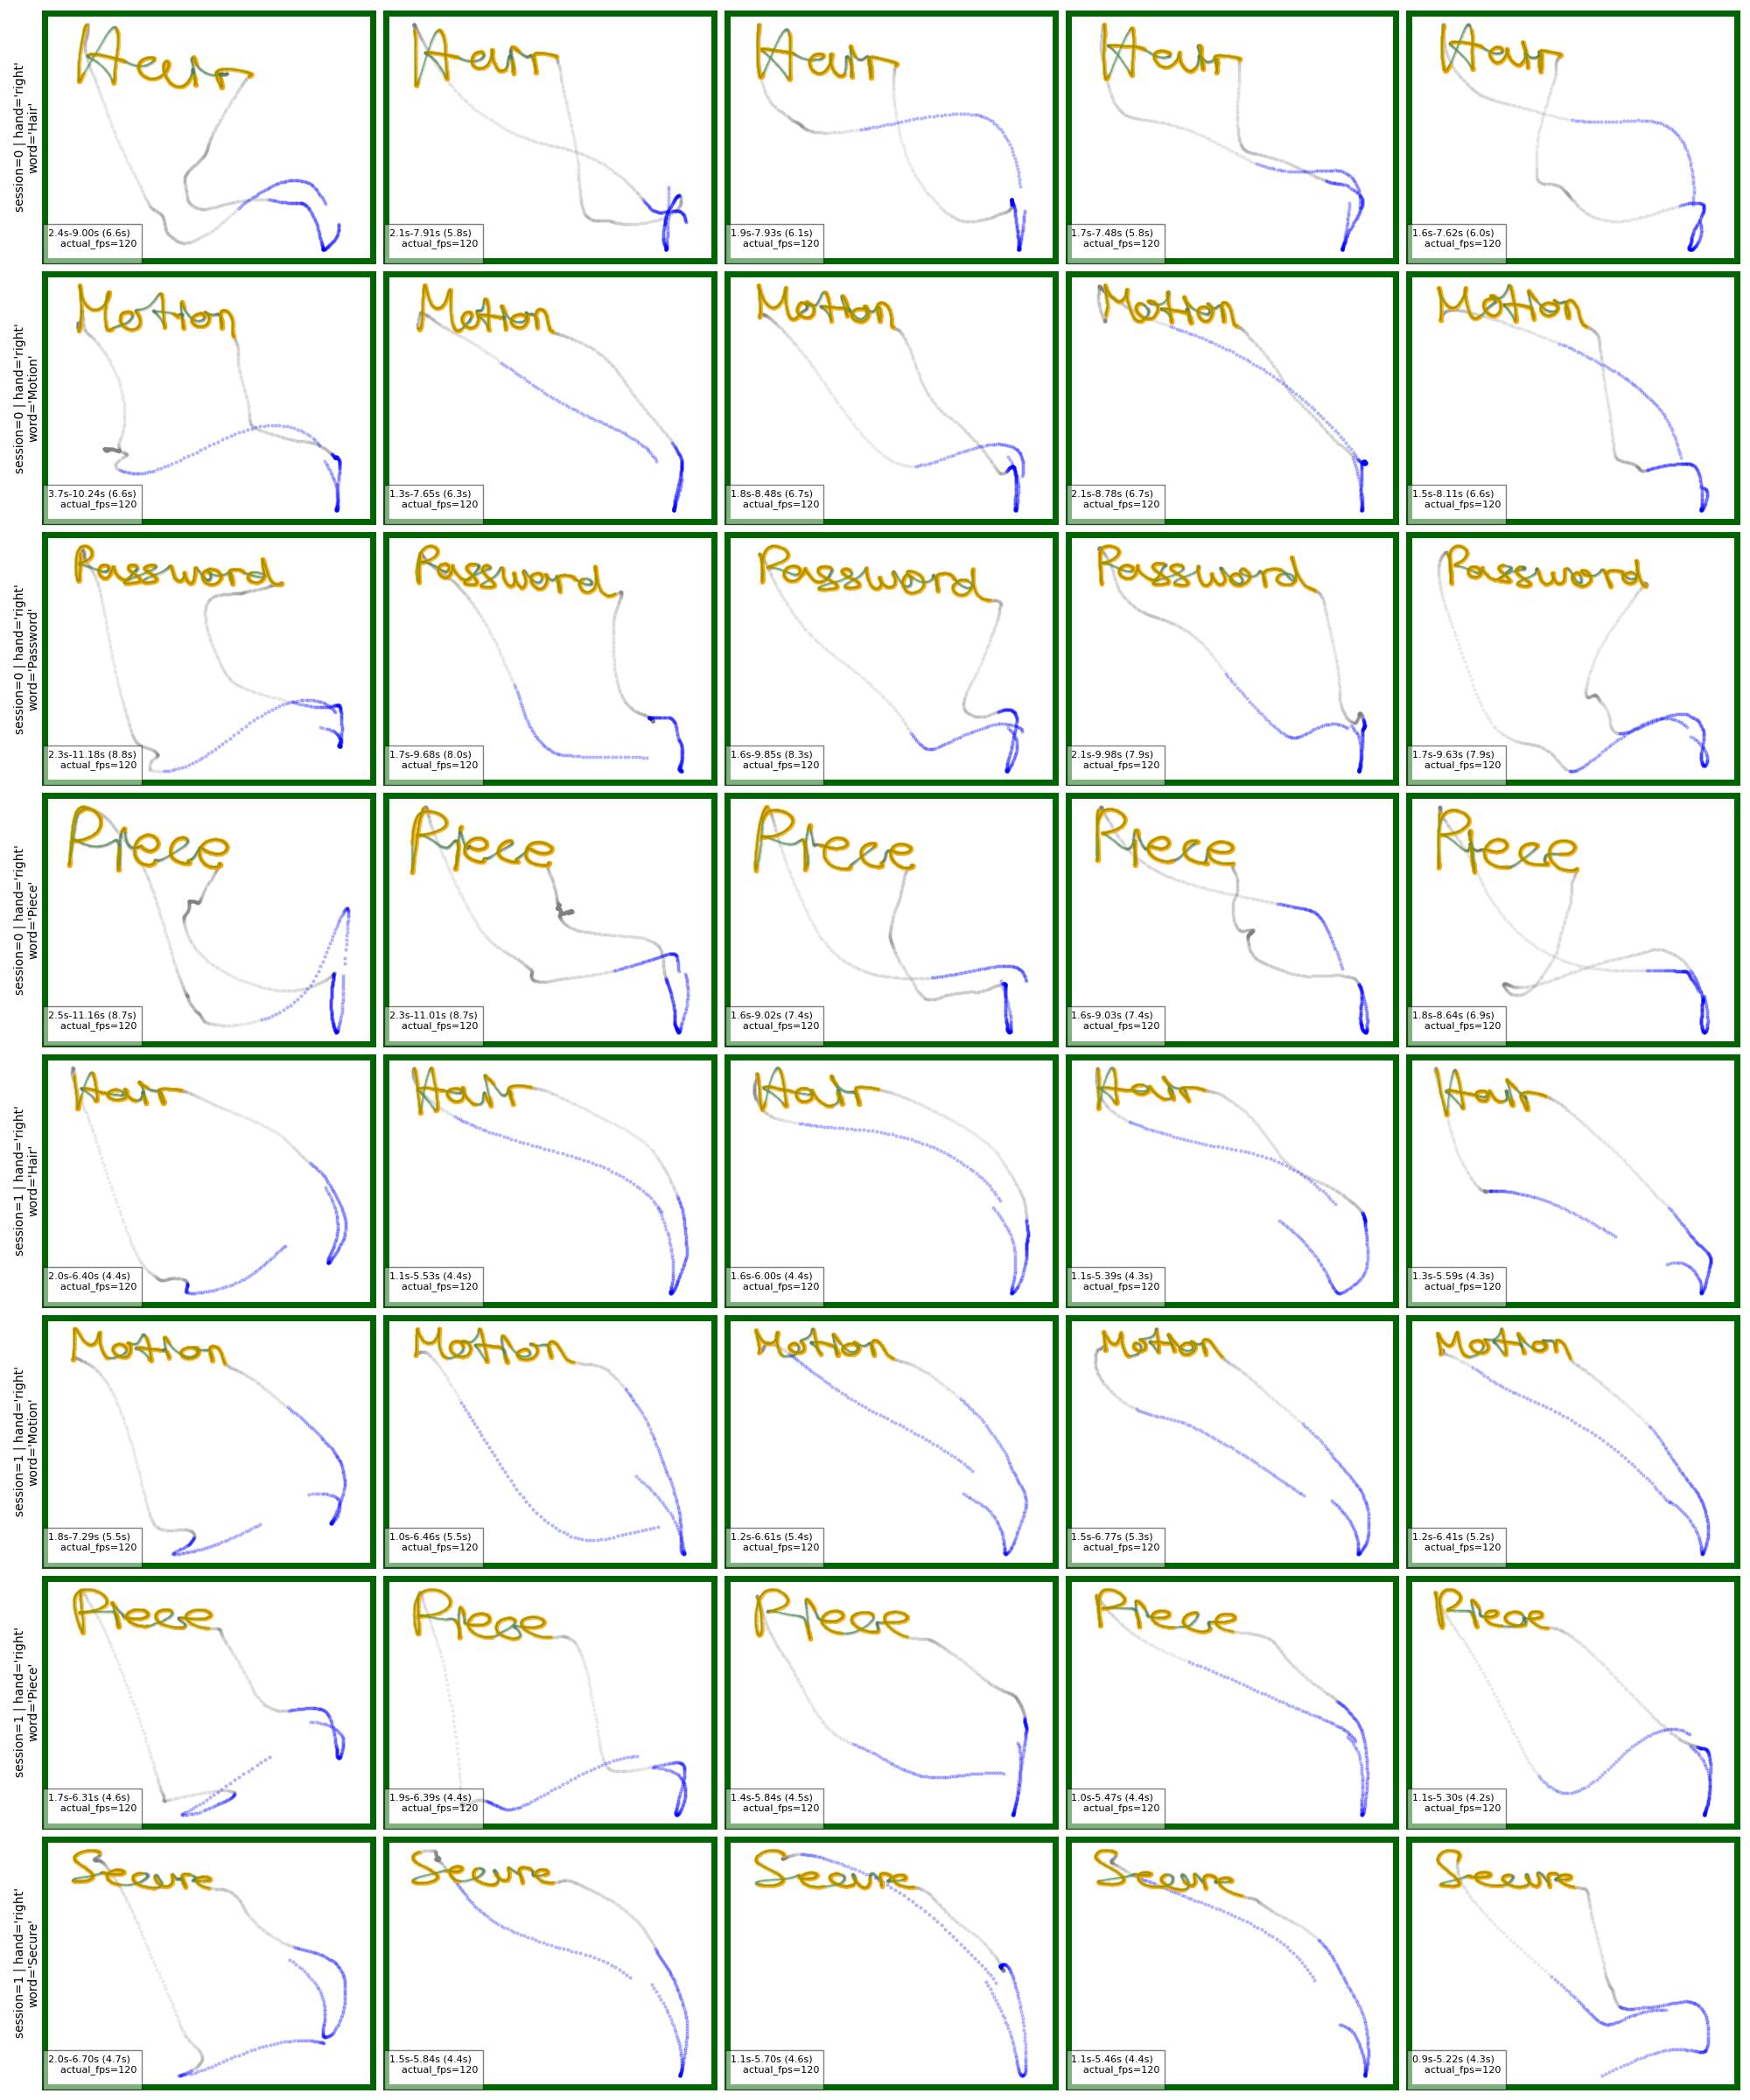 session=0 | hand='right'
word='Hair'
Hair Hair Hair Hair Hair
2.4s-9.00s (6.6s)
actual_fps=120
2.1s-7.91s (5.8s)
actual_fps=120
1.9s-7.93s (6.1s)
actual_fps=120
1.7s-7.48s (5.8s)
actual_fps=120
1.6s-7.62s (6.0s)
actual_fps=120
session=0 | hand='right'
word='Motion'
Motion Motion Motion Motion Motion
3.7s-10.24s (6.6s)
actual_fps=120
1.3s-7.65s (6.3s)
actual_fps=120
1.8s-8.48s (6.7s)
actual_fps=120
2.1s-8.78s (6.7s)
actual_fps=120
1.5s-8.11s (6.6s)
actual_fps=120
session=0 | hand='right'
word='Password'
Password Password Password Password Password
2.3s-11.18s (8.8s)
actual_fps=120
1.7s-9.68s (8.0s)
actual_fps=120
1.6s-9.85s (8.3s)
actual_fps=120
2.1s-9.98s (7.9s)
actual_fps=120
1.7s-9.63s (7.9s)
actual_fps=120
session=0 | hand='right'
word='Piece'
Piece Piece Piece Piece Piece
2.5s-11.16s (8.7s)
actual_fps=120
2.3s-11.01s (8.7s)
actual_fps=120
1.6s-9.02s (7.4s)
actual_fps=120
1.6s-9.03s (7.4s)
actual_fps=120
1.8s-8.64s (6.9s)
actual_fps=120
session=1 | hand='right'
word='Hair'
Hair Hair Hair Hair Hair
2.0s-6.40s (4.4s)
actual_fps=120
1.1s-5.53s (4.4s)
actual_fps=120
1.6s-6.00s (4.4s)
actual_fps=120
1.1s-5.39s (4.3s)
actual_fps=120
1.3s-5.59s (4.3s)
actual_fps=120
session=1 | hand='right'
word='Motion'
Motion Motion Motion Motion Motion
1.8s-7.29s (5.5s)
actual_fps=120
1.0s-6.46s (5.5s)
actual_fps=120
1.2s-6.61s (5.4s)
actual_fps=120
1.5s-6.77s (5.3s)
actual_fps=120
1.2s-6.41s (5.2s)
actual_fps=120
session=1 | hand='right'
word='Piece'
Piece Piece Piece Piece Piece
1.7s-6.31s (4.6s)
actual_fps=120
1.9s-6.39s (4.4s)
actual_fps=120
1.4s-5.84s (4.5s)
actual_fps=120
1.0s-5.47s (4.4s)
actual_fps=120
1.1s-5.30s (4.2s)
actual_fps=120
session=1 | hand='right'
word='Secure'
Secure Secure Secure Secure Secure
2.0s-6.70s (4.7s)
actual_fps=120
1.5s-5.84s (4.4s)
actual_fps=120
1.1s-5.70s (4.6s)
actual_fps=120
1.1s-5.46s (4.4s)
actual_fps=120
0.9s-5.22s (4.3s)
actual_fps=120